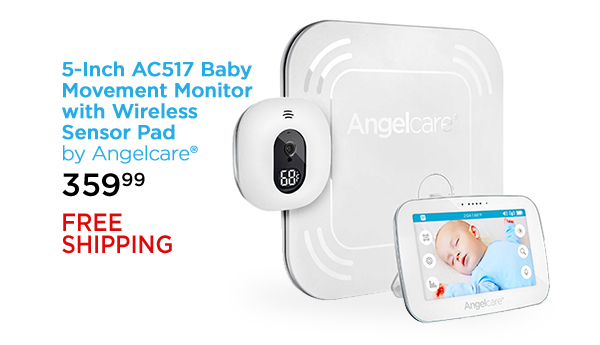 5-Inch AC517 Baby
Movement Monitor
with Wireless
Sensor Pad
by Angelcare®
359⁹⁹
FREE
SHIPPING
Angelcare®
68°
Angelcare®